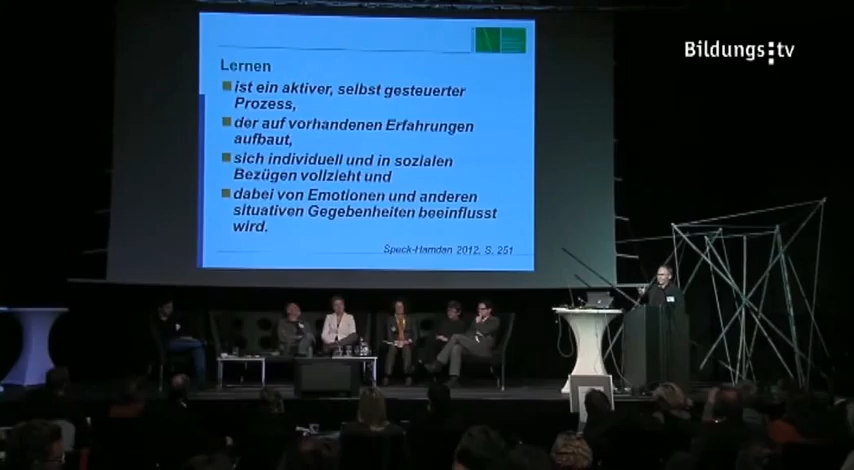 Bildungs:tv
Lernen
ist ein aktiver, selbst gesteuerter
Prozess,
der auf vorhandenen Erfahrungen
aufbaut,
sich individuell und in sozialen
Bezügen vollzieht und
dabei von Emotionen und anderen
situativen Gegebenheiten beeinflusst
wird.
Speck-Hamdan 2012, S. 251